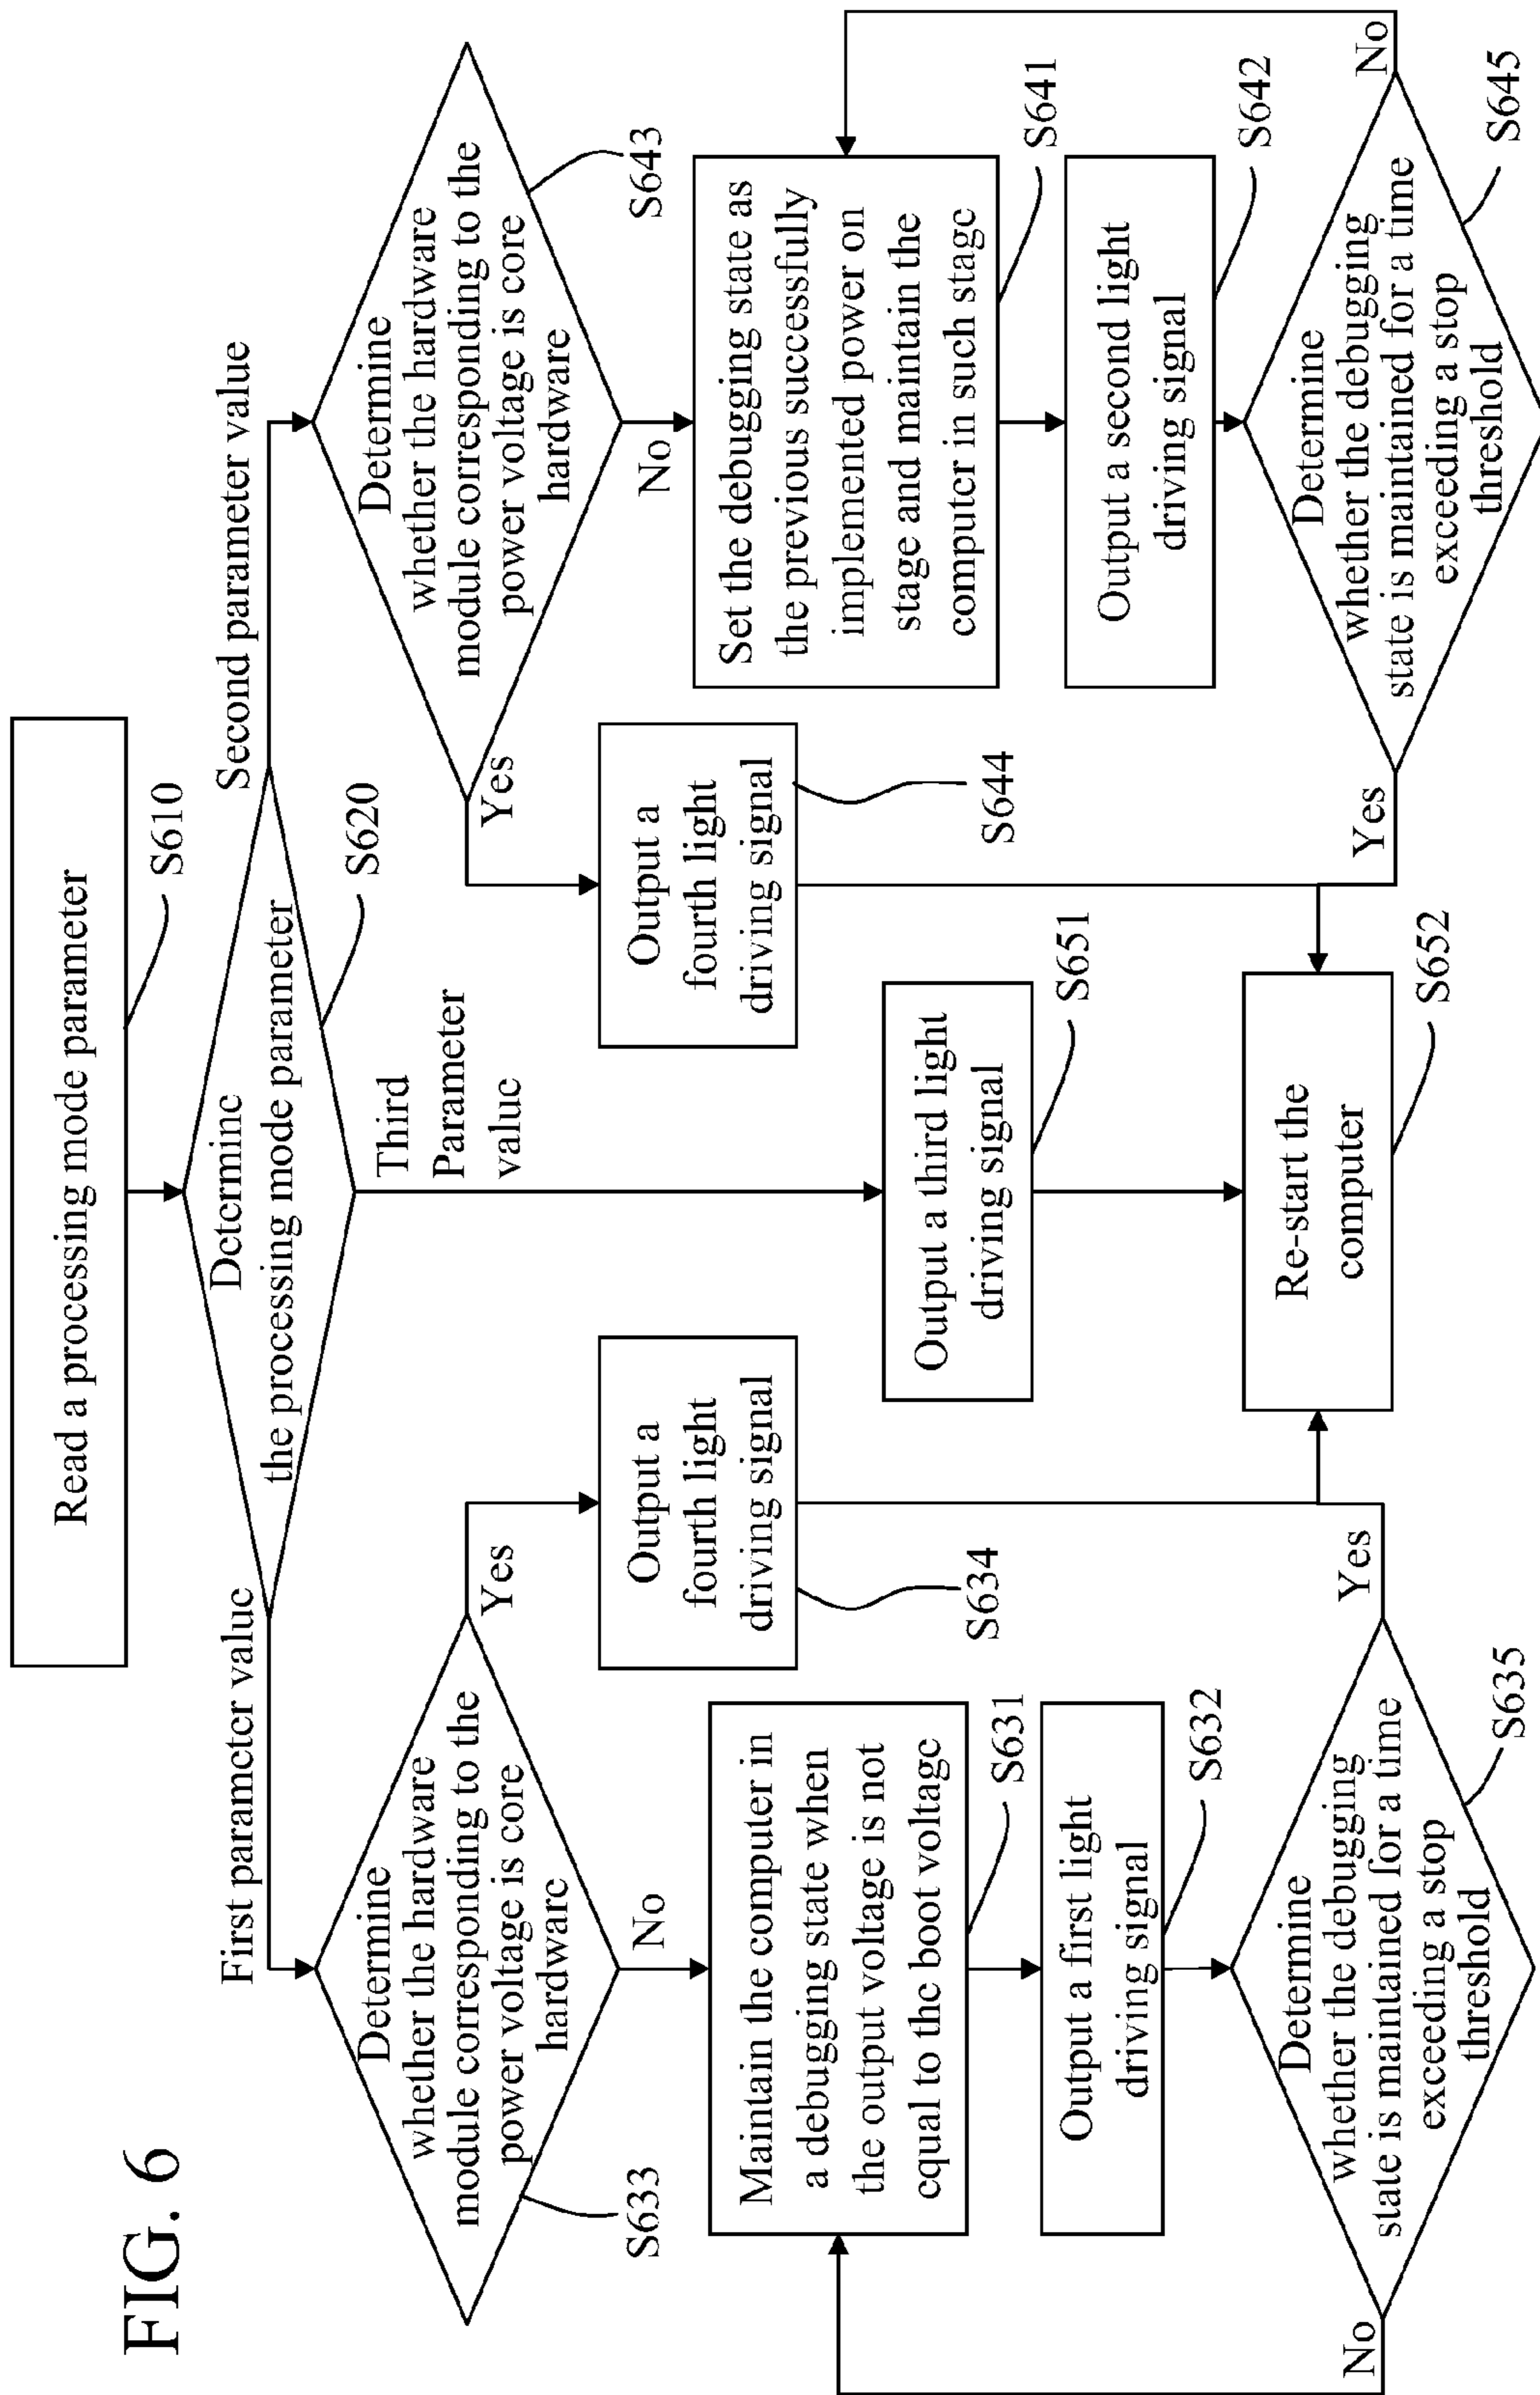 FIG. 6
Read a processing mode parameter
S610
Determine
the processing mode parameter
S620
First parameter value
Second parameter value
Third
Parameter
value
Determine
whether the hardware
module corresponding to the
power voltage is core
hardware
S633
Yes
No
Output a
fourth light
driving signal
S634
Maintain the computer in
a debugging state when
the output voltage is not
equal to the boot voltage
S631
Output a first light
driving signal
S632
Determine
whether the debugging
state is maintained for a time
exceeding a stop
threshold
S635
No
Yes
Output a third light
driving signal
S651
Re-start the
computer
S652
Determine
whether the hardware
module corresponding to the
power voltage is core
hardware
S643
Yes
No
Output a
fourth light
driving signal
S644
Set the debugging state as
the previous successfully
implemented power on
stage and maintain the
computer in such stage
S641
Output a second light
driving signal
S642
Determine
whether the debugging
state is maintained for a time
exceeding a stop
threshold
S645
Yes
No